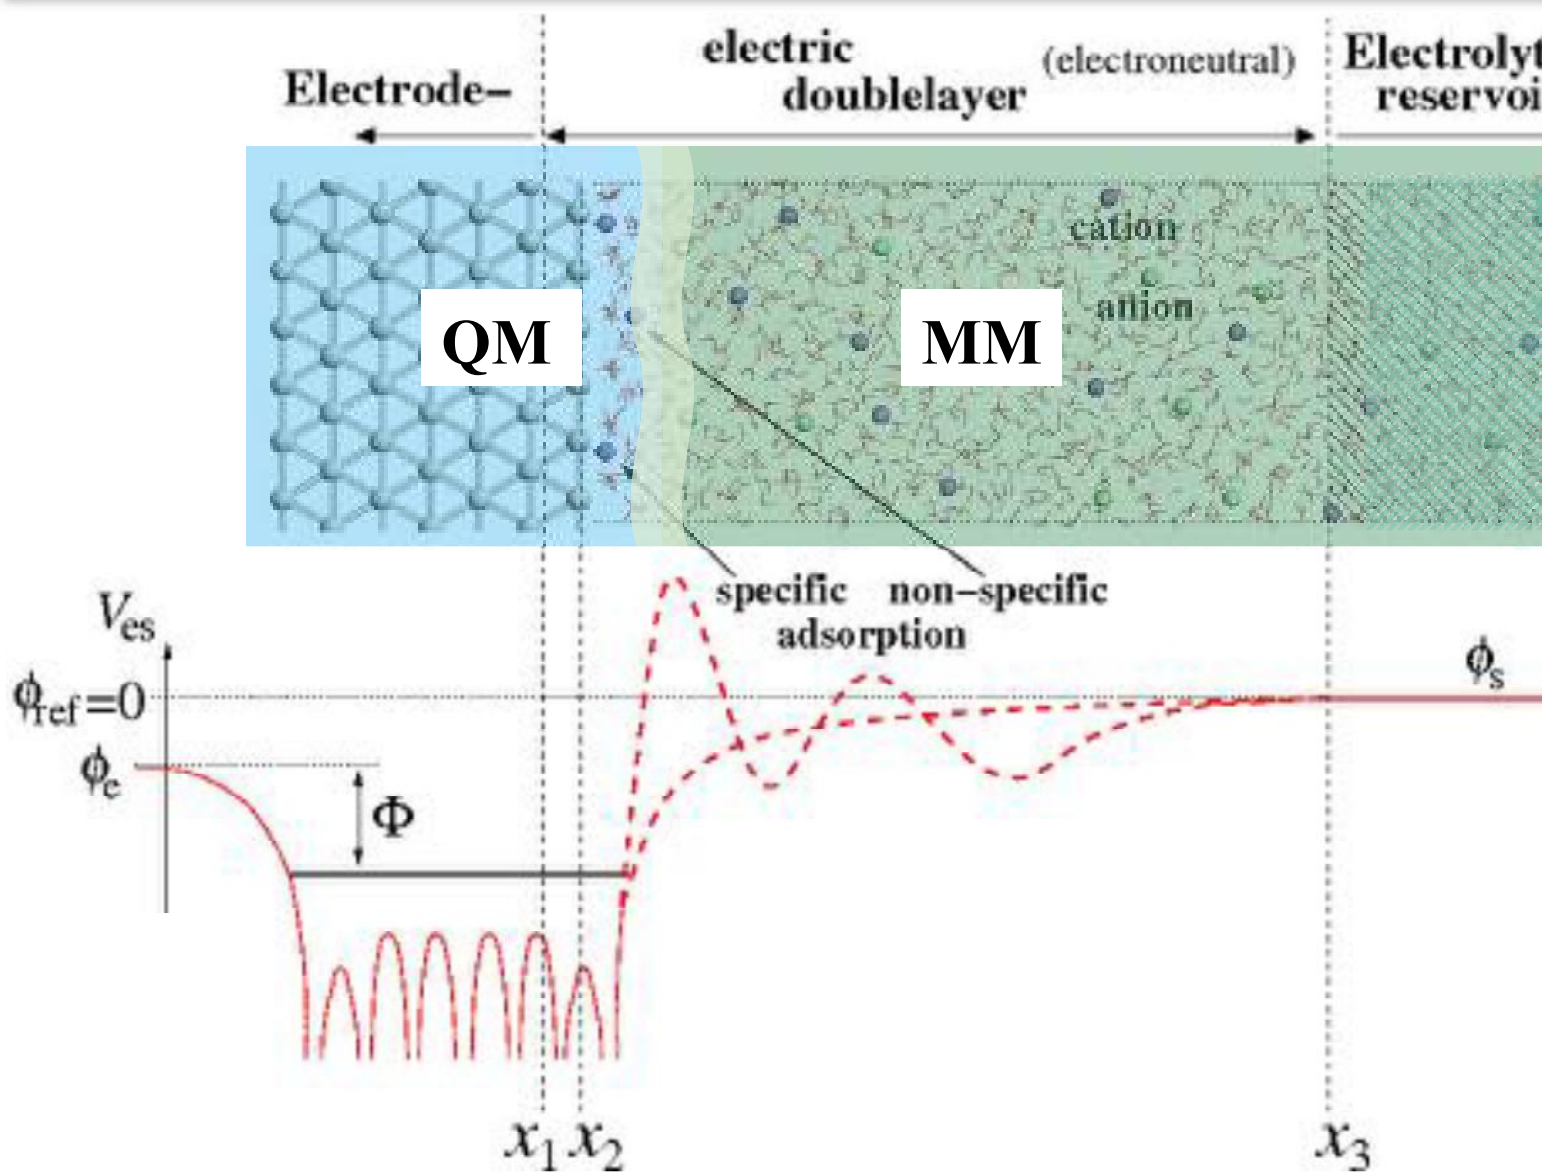 electric
doublelayer
(electroneutral)
Electrolyt
reservoi
Electrode–
QM
MM
cation
anion
specific non–specific
adsorption
V_es
ϕ_ref=0
ϕ_s
ϕ_e
Φ
x_1 x_2 x_3